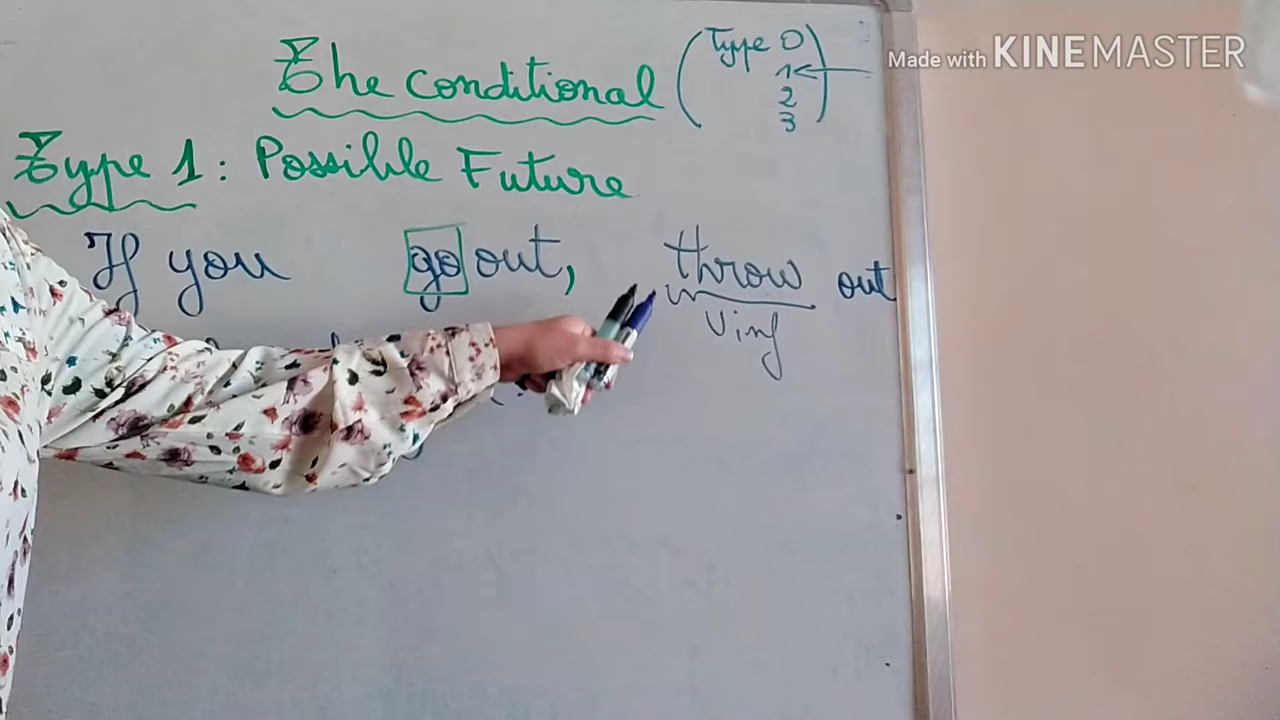 The conditional (Type 0
1
2
3)
Made with KINEMASTER
Type 1 : Possible Future
If you go out, throw out
V inf